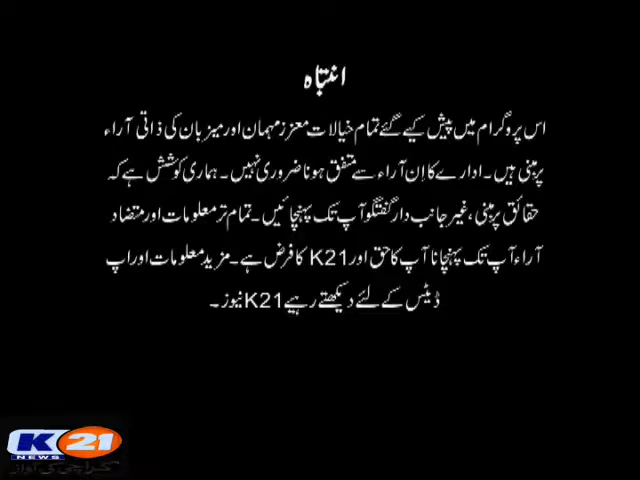 انتباہ
اس پروگرام میں پیش کیے گئے تمام خیالات معزز مہمان اور میزبان کی ذاتی آراء
پر مبنی ہیں۔ ادارے کا اِن آراء سے متفق ہونا ضروری نہیں۔ ہماری کوشش ہے کہ
حقائق پر مبنی، غیر جانب دار گفتگو آپ تک پہنچائیں۔ تمام تر معلومات اور متضاد
آراء آپ تک پہنچانا آپ کا حق اور K21 کا فرض ہے۔ مزید معلومات اور اپ
ڈیٹس کے لئے دیکھتے رہیے K21 نیوز۔
K21
NEWS
کراچی کی آواز